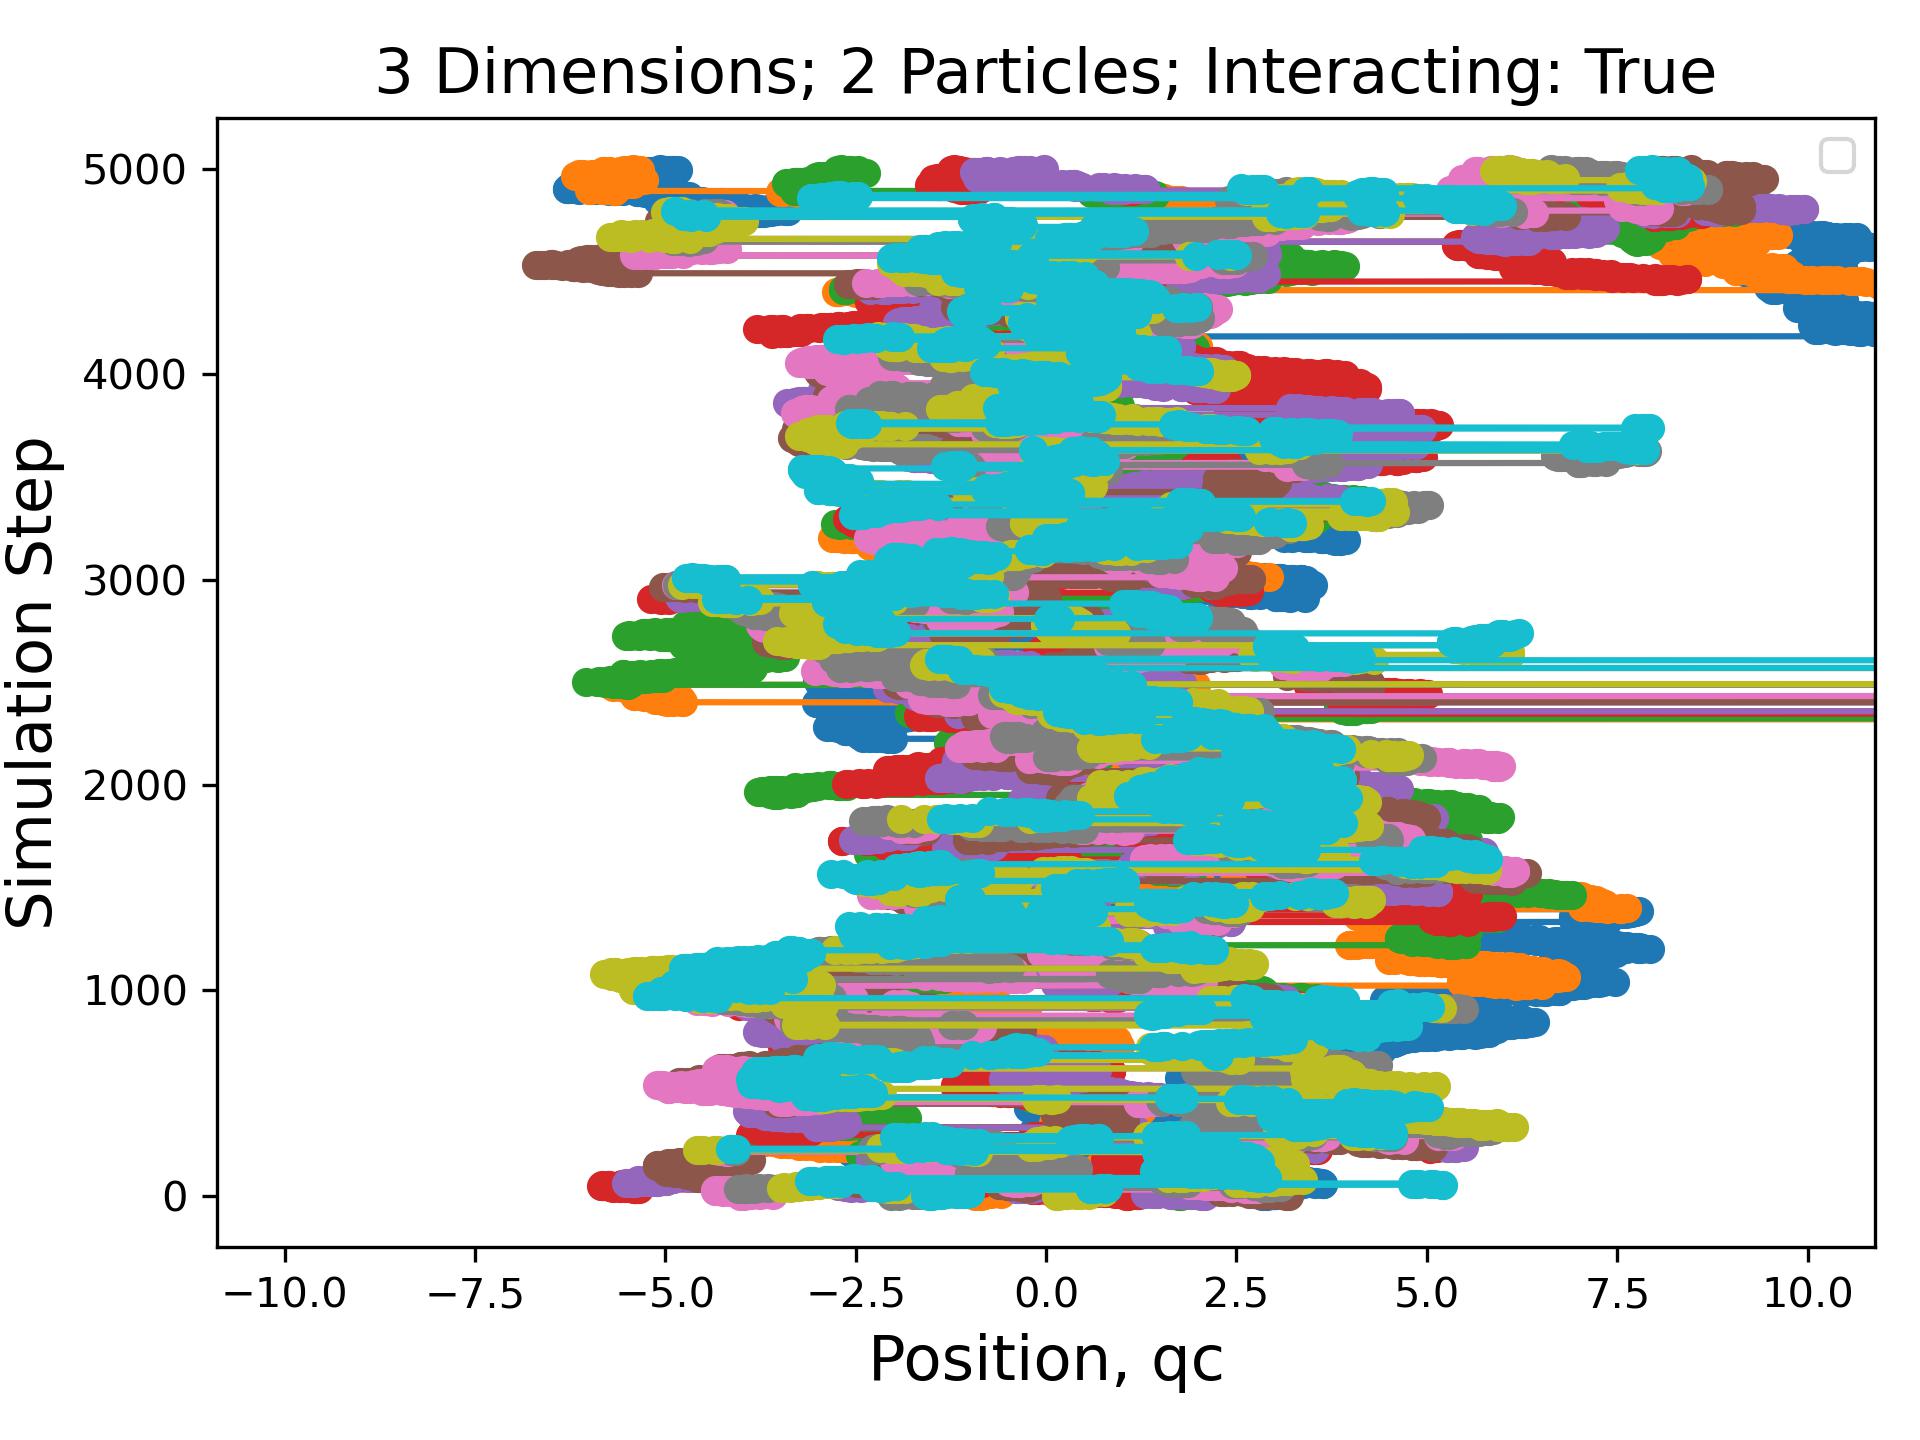 3 Dimensions; 2 Particles; Interacting: True
Simulation Step
5000
4000
3000
2000
1000
0
−10.0 −7.5 −5.0 −2.5 0.0 2.5 5.0 7.5 10.0
Position, qc